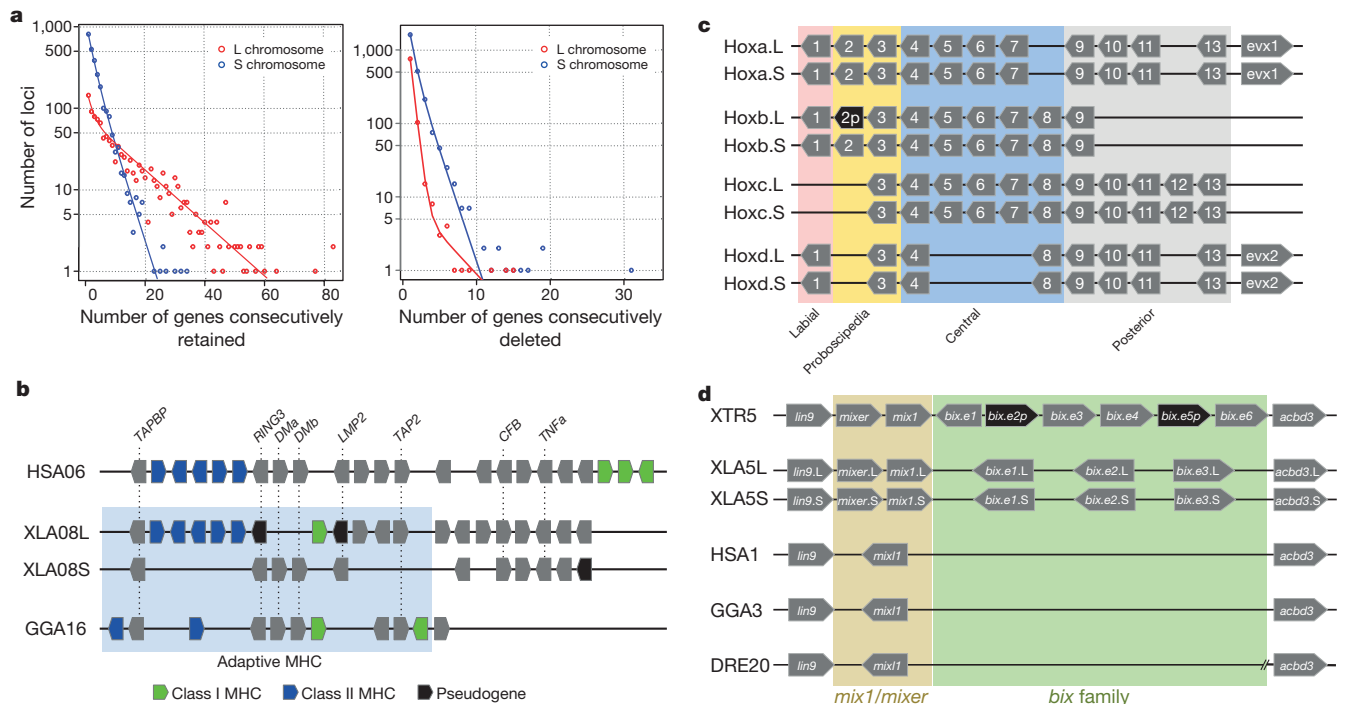 a
Number of loci
1,000
500
100
50
10
5
1
L chromosome
S chromosome
0 20 40 60 80
Number of genes consecutively
retained
1,000
500
100
50
10
5
1
L chromosome
S chromosome
0 10 20 30
Number of genes consecutively
deleted
b
TAPBP RING3 DMa DMb LMP2 TAP2 CFB TNFa
HSA06
XLA08L
XLA08S
GGA16
Adaptive MHC
Class I MHC Class II MHC Pseudogene
c
Hoxa.L 1 2 3 4 5 6 7 9 10 11 13 evx1
Hoxa.S 1 2 3 4 5 6 7 9 10 11 13 evx1
Hoxb.L 1 2p 3 4 5 6 7 8 9
Hoxb.S 1 2 3 4 5 6 7 8 9
Hoxc.L 3 4 5 6 7 8 9 10 11 12 13
Hoxc.S 3 4 5 6 7 8 9 10 11 12 13
Hoxd.L 1 3 4 8 9 10 11 13 evx2
Hoxd.S 1 3 4 8 9 10 11 13 evx2
Labial Proboscipedia Central Posterior
d
XTR5 lin9 mixer mix1 bix.e1 bix.e2p bix.e3 bix.e4 bix.e5p bix.e6 acbd3
XLA5L lin9.L mixer.L mix1.L bix.e1.L bix.e2.L bix.e3.L acbd3.L
XLA5S lin9.S mixer.S mix1.S bix.e1.S bix.e2.S bix.e3.S acbd3.S
HSA1 lin9 mixl1 acbd3
GGA3 lin9 mixl1 acbd3
DRE20 lin9 mixl1 acbd3
mix1/mixer bix family